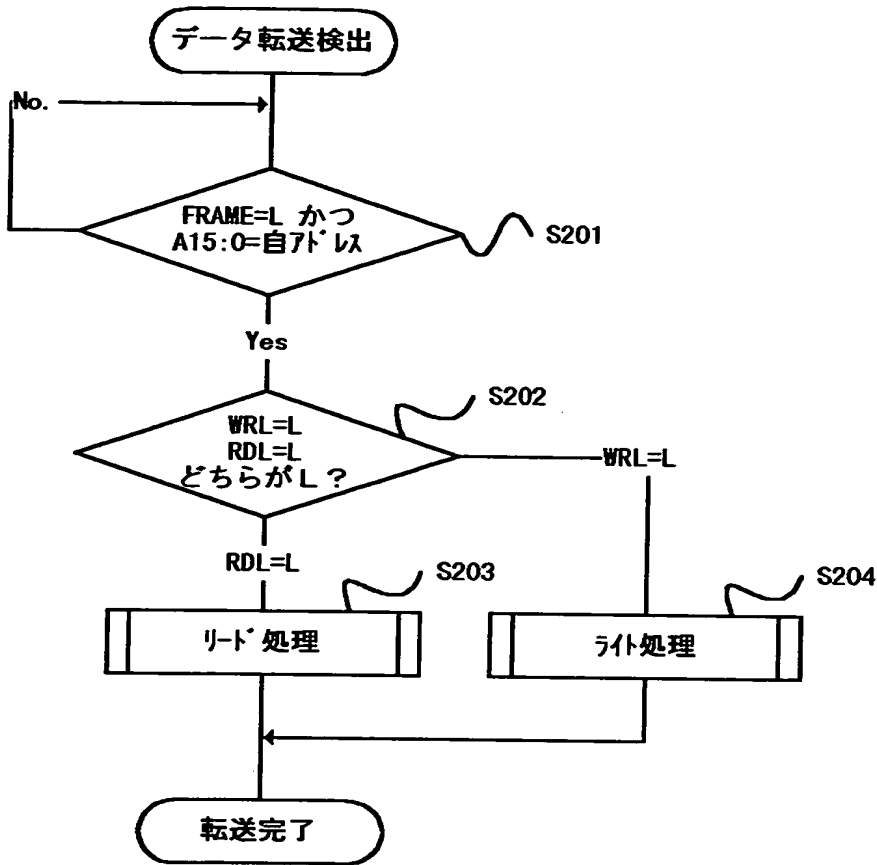 データ転送検出
No.
FRAME=L かつ
A15:0=自ｱﾄﾞﾚｽ
S201
Yes
S202
WRL=L
RDL=L
どちらがL？
WRL=L
RDL=L
S203
S204
ﾘｰﾄﾞ処理
ﾗｲﾄ処理
転送完了